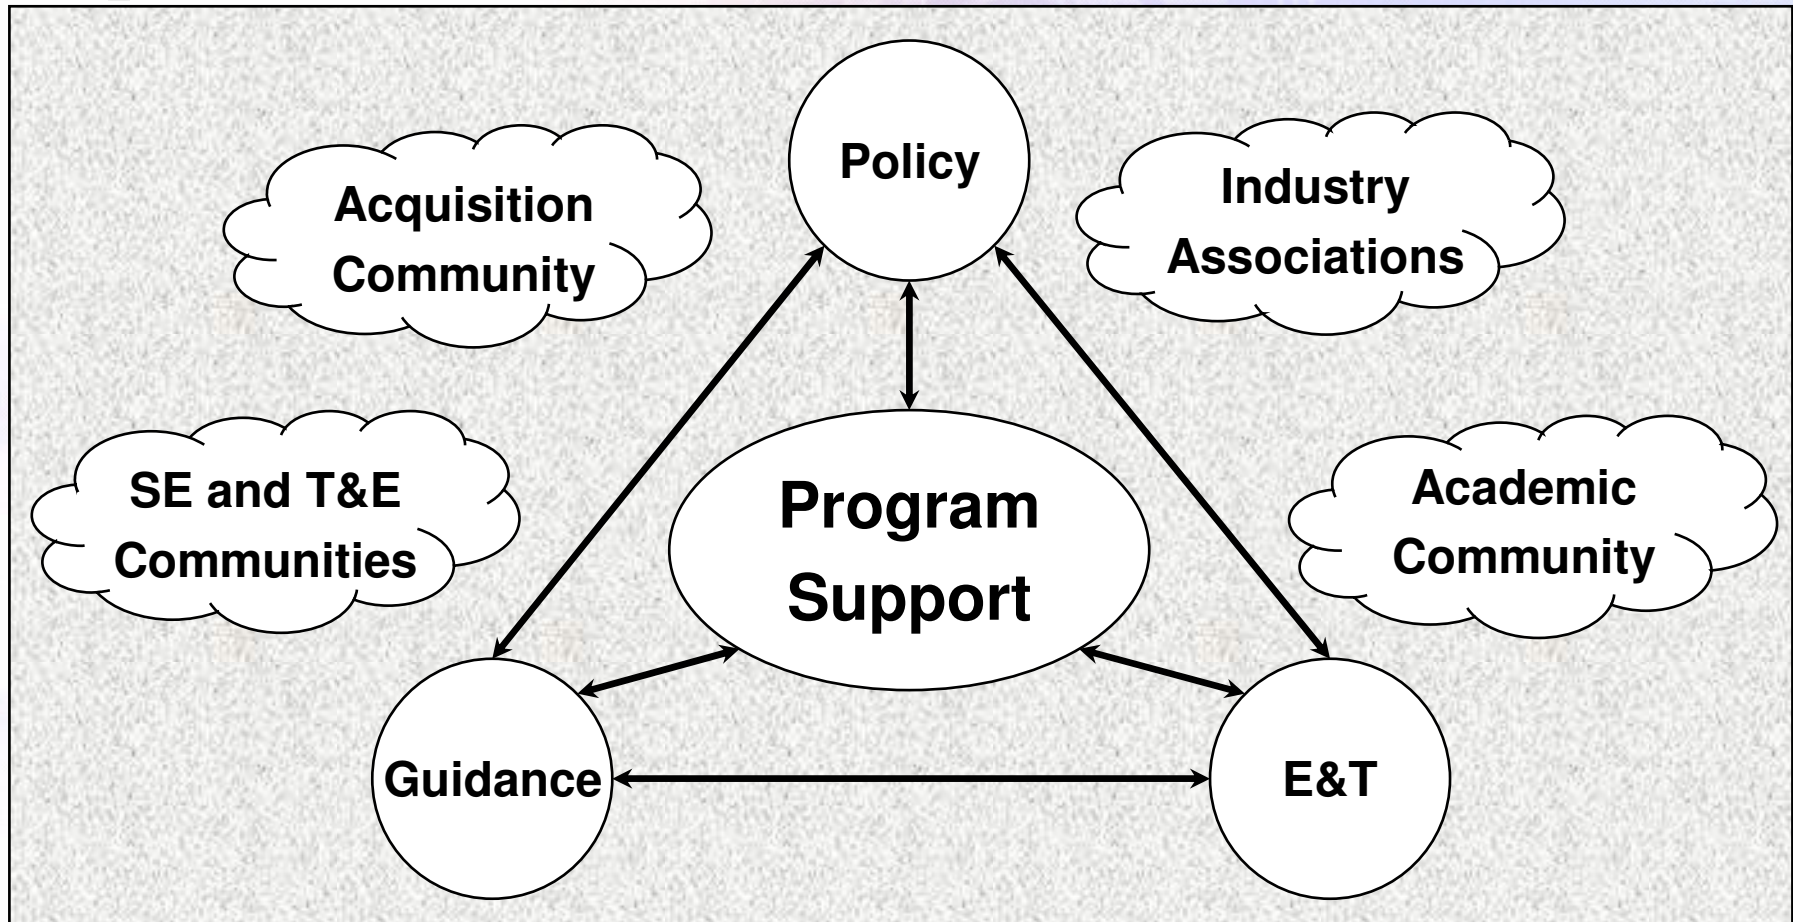 Policy
Acquisition
Community
Industry
Associations
SE and T&E
Communities
Program
Support
Academic
Community
Guidance
E&T